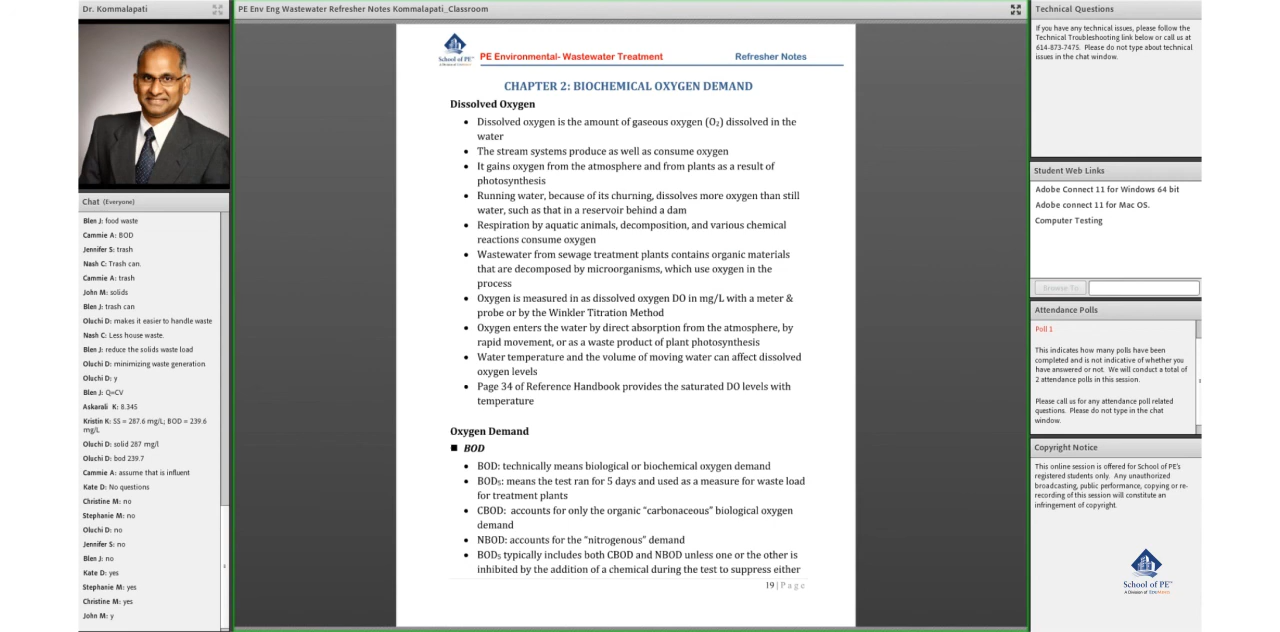 Dr. Kommalapati
Chat (Everyone)
Blen J: food waste
Cammie A: BOD
Jennifer S: trash
Nash C: Trash can.
Cammie A: trash
John M: solids
Blen J: trash can
Oluchi D: makes it easier to handle waste
Nash C: Less house waste.
Blen J: reduce the solids waste load
Oluchi D: minimizing waste generation
Oluchi D: y
Blen J: Q=CV
Askarali K: 8.345
Kristin K: SS = 287.6 mg/L; BOD = 239.6
mg/L
Oluchi D: solid 287 mg/l
Oluchi D: bod 239.7
Cammie A: assume that is influent
Kate D: No questions
Christine M: no
Stephanie M: no
Oluchi D: no
Jennifer S: no
Blen J: no
Kate D: yes
Stephanie M: yes
Christine M: yes
John M: y
PE Env Eng Wastewater Refresher Notes Kommalapati_Classroom
School of PE
PE Environmental- Wastewater Treatment Refresher Notes
CHAPTER 2: BIOCHEMICAL OXYGEN DEMAND
Dissolved Oxygen
• Dissolved oxygen is the amount of gaseous oxygen (O₂) dissolved in the
water
• The stream systems produce as well as consume oxygen
• It gains oxygen from the atmosphere and from plants as a result of
photosynthesis
• Running water, because of its churning, dissolves more oxygen than still
water, such as that in a reservoir behind a dam
• Respiration by aquatic animals, decomposition, and various chemical
reactions consume oxygen
• Wastewater from sewage treatment plants contains organic materials
that are decomposed by microorganisms, which use oxygen in the
process
• Oxygen is measured in as dissolved oxygen DO in mg/L with a meter &
probe or by the Winkler Titration Method
• Oxygen enters the water by direct absorption from the atmosphere, by
rapid movement, or as a waste product of plant photosynthesis
• Water temperature and the volume of moving water can affect dissolved
oxygen levels
• Page 34 of Reference Handbook provides the saturated DO levels with
temperature
Oxygen Demand
■ BOD
• BOD: technically means biological or biochemical oxygen demand
• BOD₅: means the test ran for 5 days and used as a measure for waste load
for treatment plants
• CBOD: accounts for only the organic “carbonaceous” biological oxygen
demand
• NBOD: accounts for the “nitrogenous” demand
• BOD₅ typically includes both CBOD and NBOD unless one or the other is
inhibited by the addition of a chemical during the test to suppress either
19 | Page
Technical Questions
If you have any technical issues, please follow the
Technical Troubleshooting link below or call us at
614-873-7475. Please do not type about technical
issues in the chat window.
Student Web Links
Adobe Connect 11 for Windows 64 bit
Adobe connect 11 for Mac OS.
Computer Testing
Browse To
Attendance Polls
Poll 1
This indicates how many polls have been
completed and is not indicative of whether you
have answered or not. We will conduct a total of
2 attendance polls in this session.
Please call us for any attendance poll related
questions. Please do not type in the chat
window.
Copyright Notice
This online session is offered for School of PE's
registered students only. Any unauthorized
broadcasting, public performance, copying or re-
recording of this session will constitute an
infringement of copyright.
School of PE
A Division of